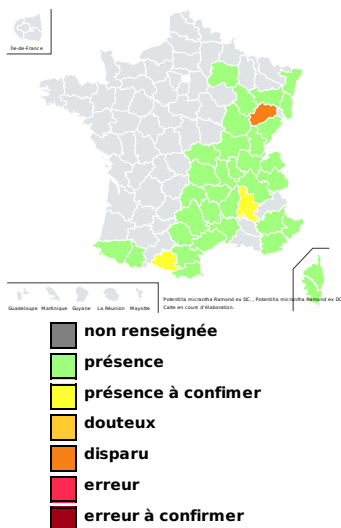 Île-de-France
Guadeloupe Martinique Guyane La Réunion Mayotte
Potentilla micrantha Ramond ex DC. , Potentilla micrantha Ramond ex DC
Carte en cours d'élaboration.
non renseignée
présence
présence à confimer
douteux
disparu
erreur
erreur à confirmer